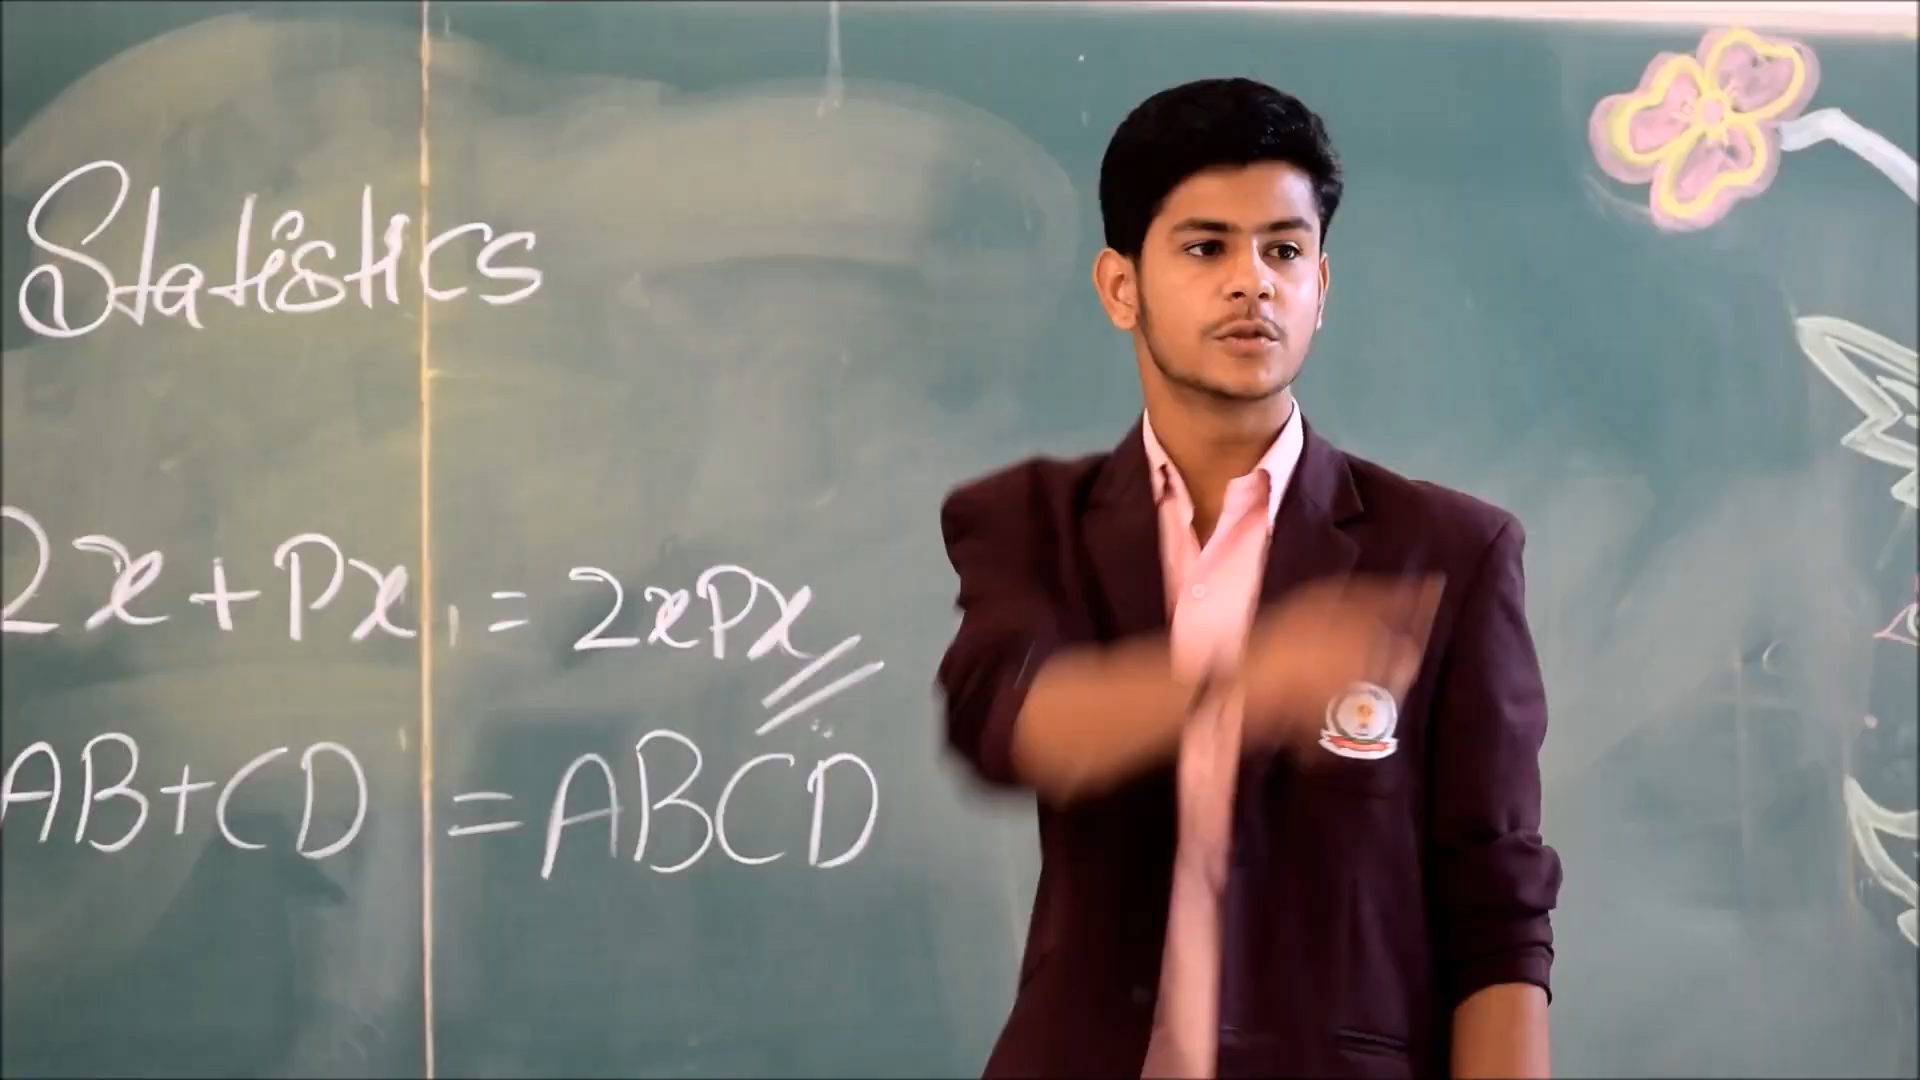 Statistics
2x+Px = 2xPx
AB+CD = ABCD